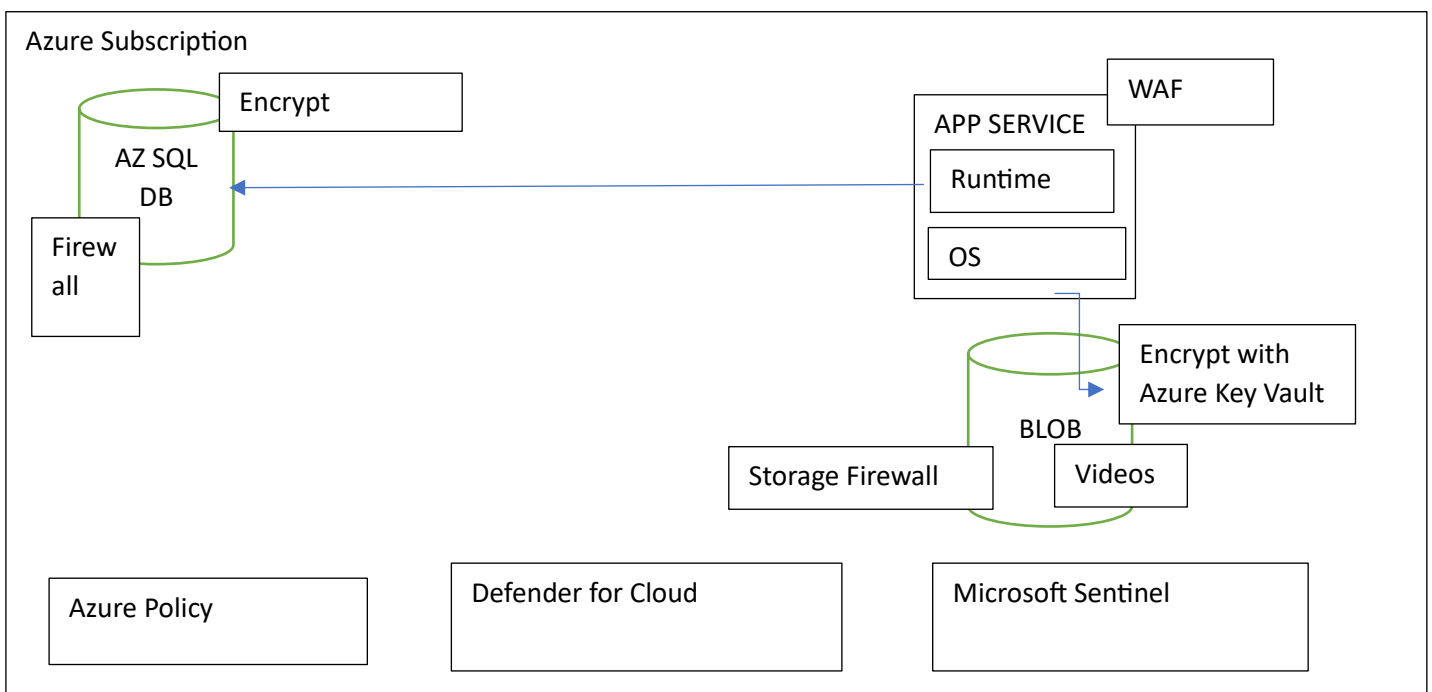 Azure Subscription
Encrypt
AZ SQL
DB
Firew
all
WAF
APP SERVICE
Runtime
OS
Encrypt with
Azure Key Vault
BLOB
Storage Firewall
Videos
Azure Policy
Defender for Cloud
Microsoft Sentinel